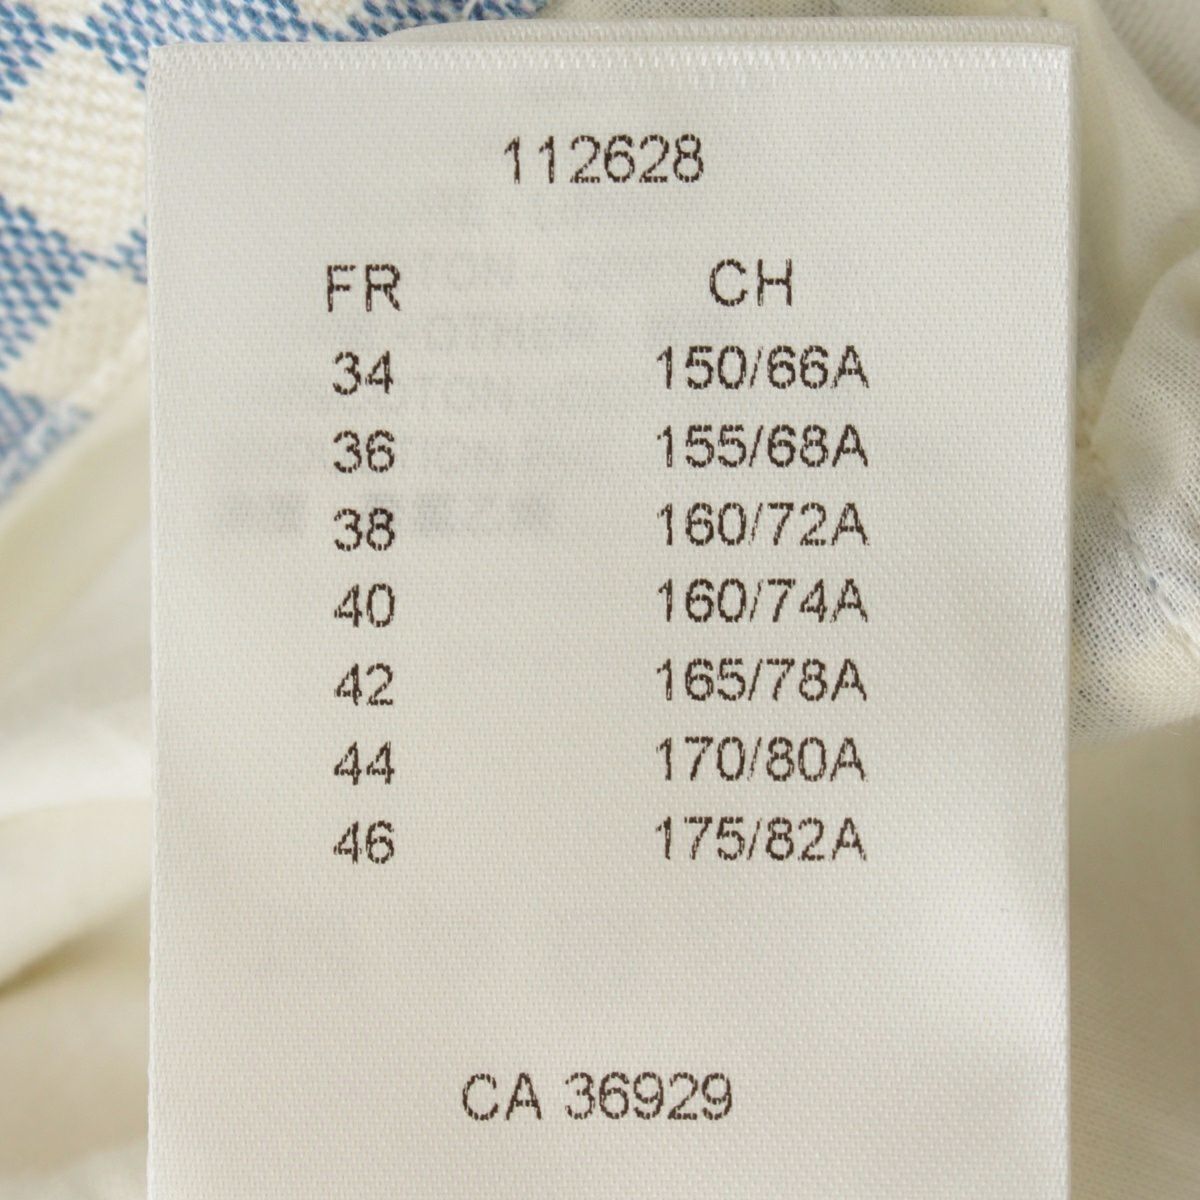 112628
FR CH
34 150/66A
36 155/68A
38 160/72A
40 160/74A
42 165/78A
44 170/80A
46 175/82A
CA 36929